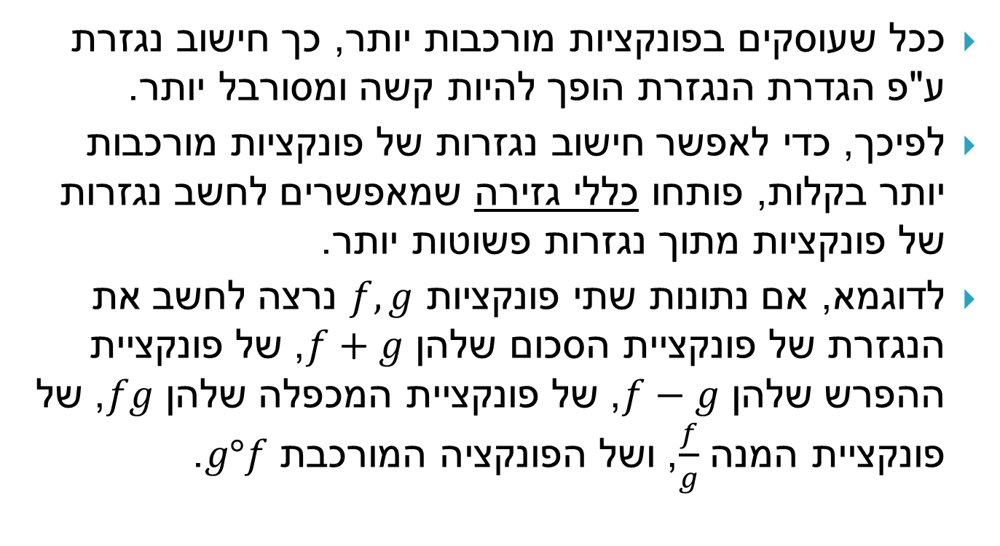 ככל שעוסקים בפונקציות מורכבות יותר, כך חישוב נגזרת
ע"פ הגדרת הנגזרת הופך להיות קשה ומסורבל יותר.
לפיכך, כדי לאפשר חישוב נגזרות של פונקציות מורכבות
יותר בקלות, פותחו כללי גזירה שמאפשרים לחשב נגזרות
של פונקציות מתוך נגזרות פשוטות יותר.
לדוגמא, אם נתונות שתי פונקציות f,g נרצה לחשב את
הנגזרת של פונקציית הסכום שלהן f + g, של פונקציית
ההפרש שלהן f − g, של פונקציית המכפלה שלהן fg, של
פונקציית המנה f/g, ושל הפונקציה המורכבת g°f.